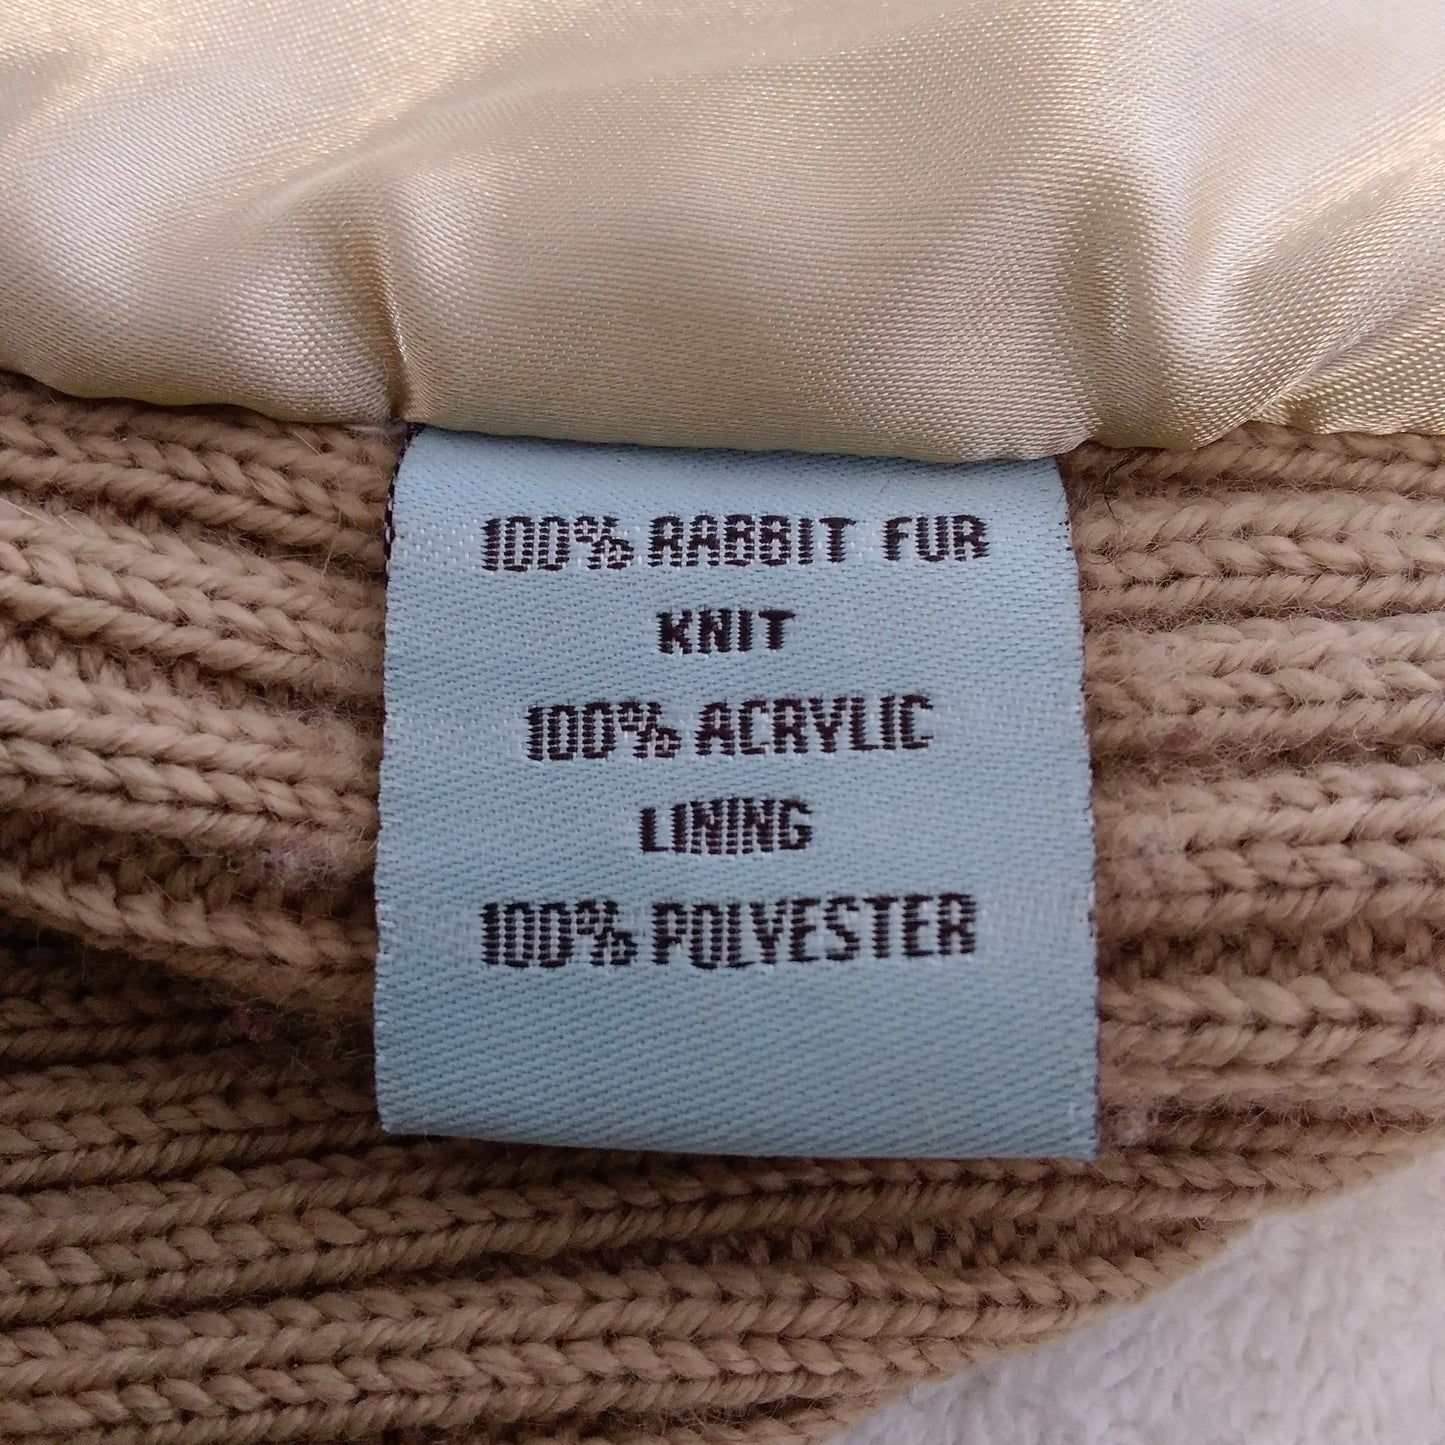 100% RABBIT FUR
KNIT
100% ACRYLIC
LINING
100% POLYESTER